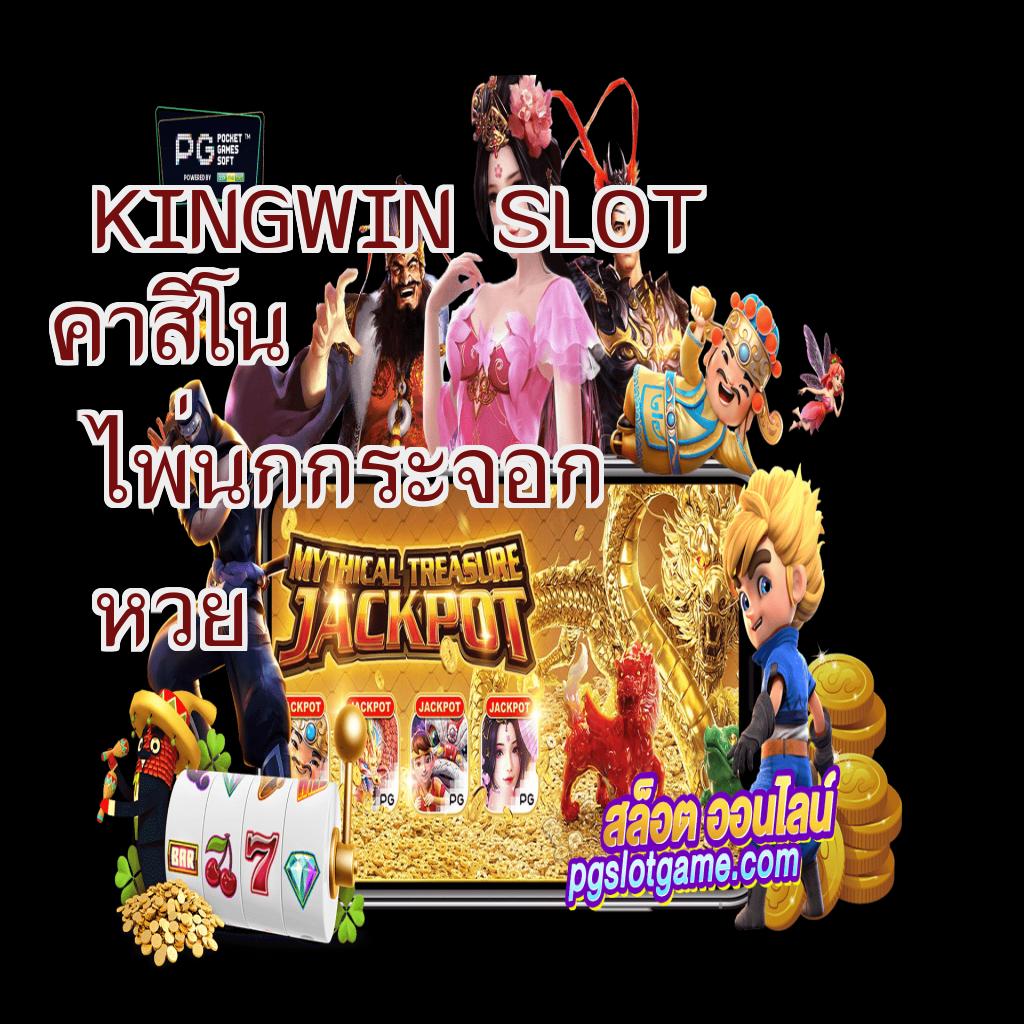 PG POCKET GAMES SOFT™
POWERED BY
KINGWIN SLOT
คาสิโน
ไพ่นกกระจอก
MYTHICAL TREASURE
JACKPOT
หวย
JACKPOT JACKPOT JACKPOT JACKPOT
PG PG PG
BAR 7
สล็อต ออนไลน์
pgslotgame.com